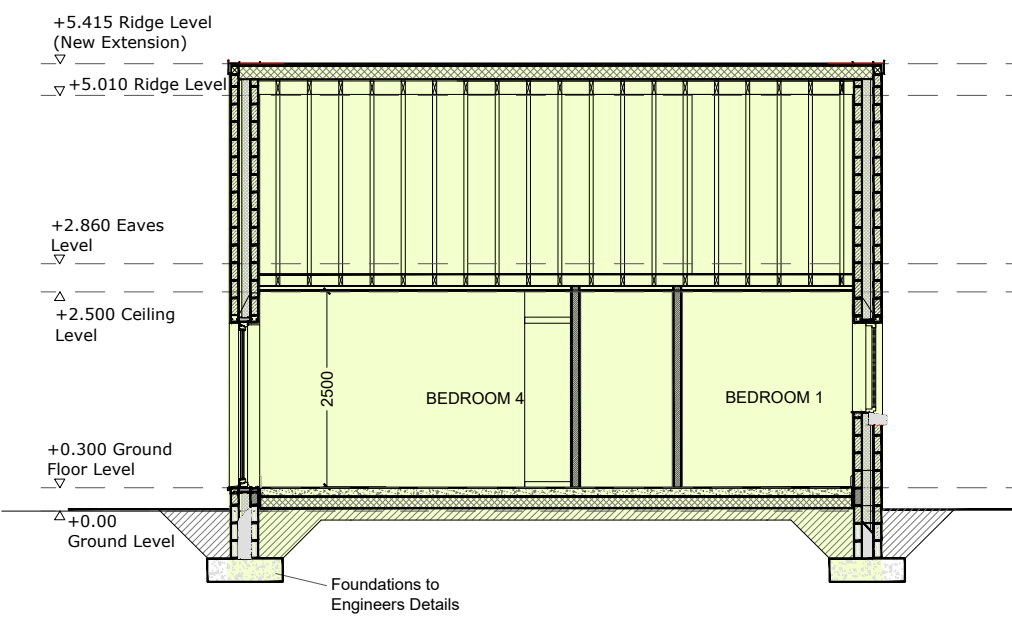 +5.415 Ridge Level
(New Extension)
+5.010 Ridge Level
+2.860 Eaves
Level
+2.500 Ceiling
Level
2500
BEDROOM 4
BEDROOM 1
+0.300 Ground
Floor Level
+0.00
Ground Level
Foundations to
Engineers Details